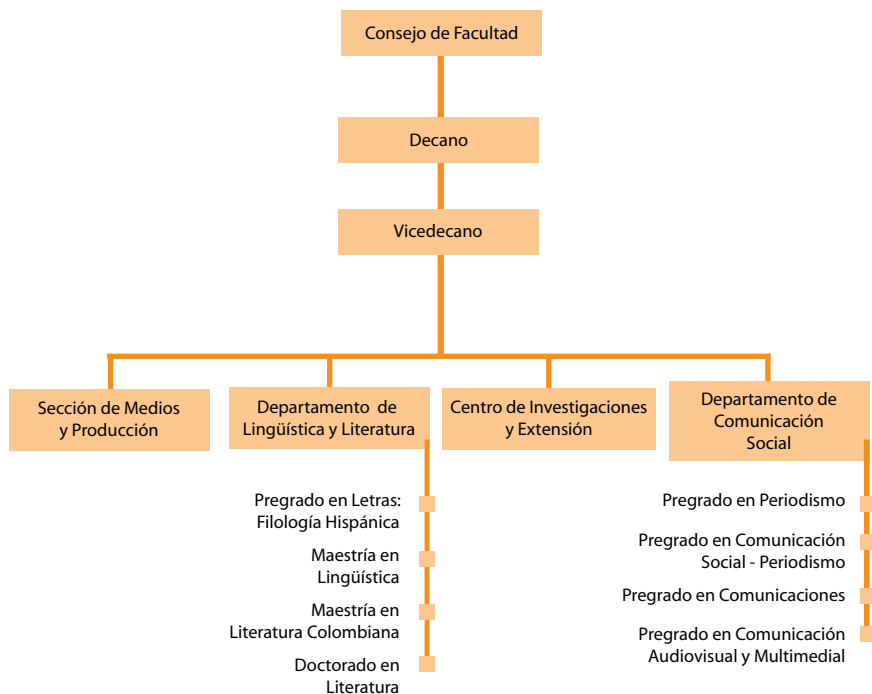 Consejo de Facultad
Decano
Vicedecano
Sección de Medios
y Producción
Departamento de
Lingüística y Literatura
Centro de Investigaciones
y Extensión
Departamento de
Comunicación
Social
Pregrado en Letras:
Filología Hispánica
Maestría en
Lingüística
Maestría en
Literatura Colombiana
Doctorado en
Literatura
Pregrado en Periodismo
Pregrado en Comunicación
Social - Periodismo
Pregrado en Comunicaciones
Pregrado en Comunicación
Audiovisual y Multimedial